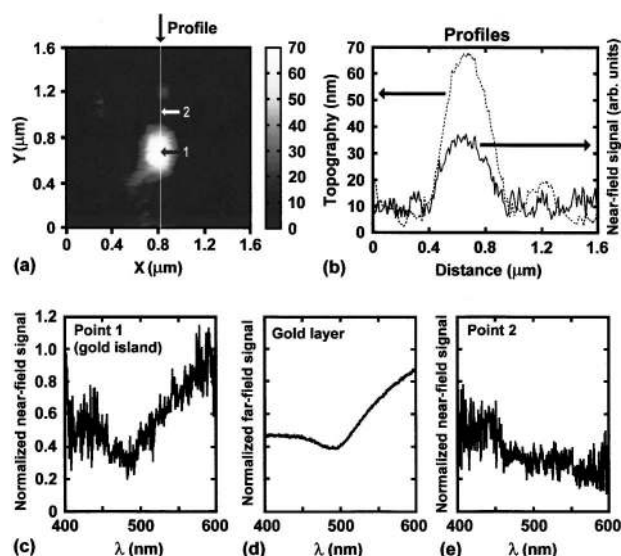 Profile
1.6
1.2
0.8
0.4
0
Y (µm)
2
1
0 0.4 0.8 1.2 1.6
X (µm)
70
60
50
40
30
20
10
0
(a)
Profiles
70
60
50
40
30
20
10
0
Topography (nm)
Near-field signal (arb. units)
0 0.4 0.8 1.2 1.6
Distance (µm)
(b)
Normalized near-field signal
1.2
1.0
0.8
0.6
0.4
0.2
0
Point 1
(gold island)
400 500 600
λ (nm)
(c)
Normalized far-field signal
Gold layer
400 500 600
λ (nm)
(d)
Normalized near-field signal
Point 2
400 500 600
λ (nm)
(e)